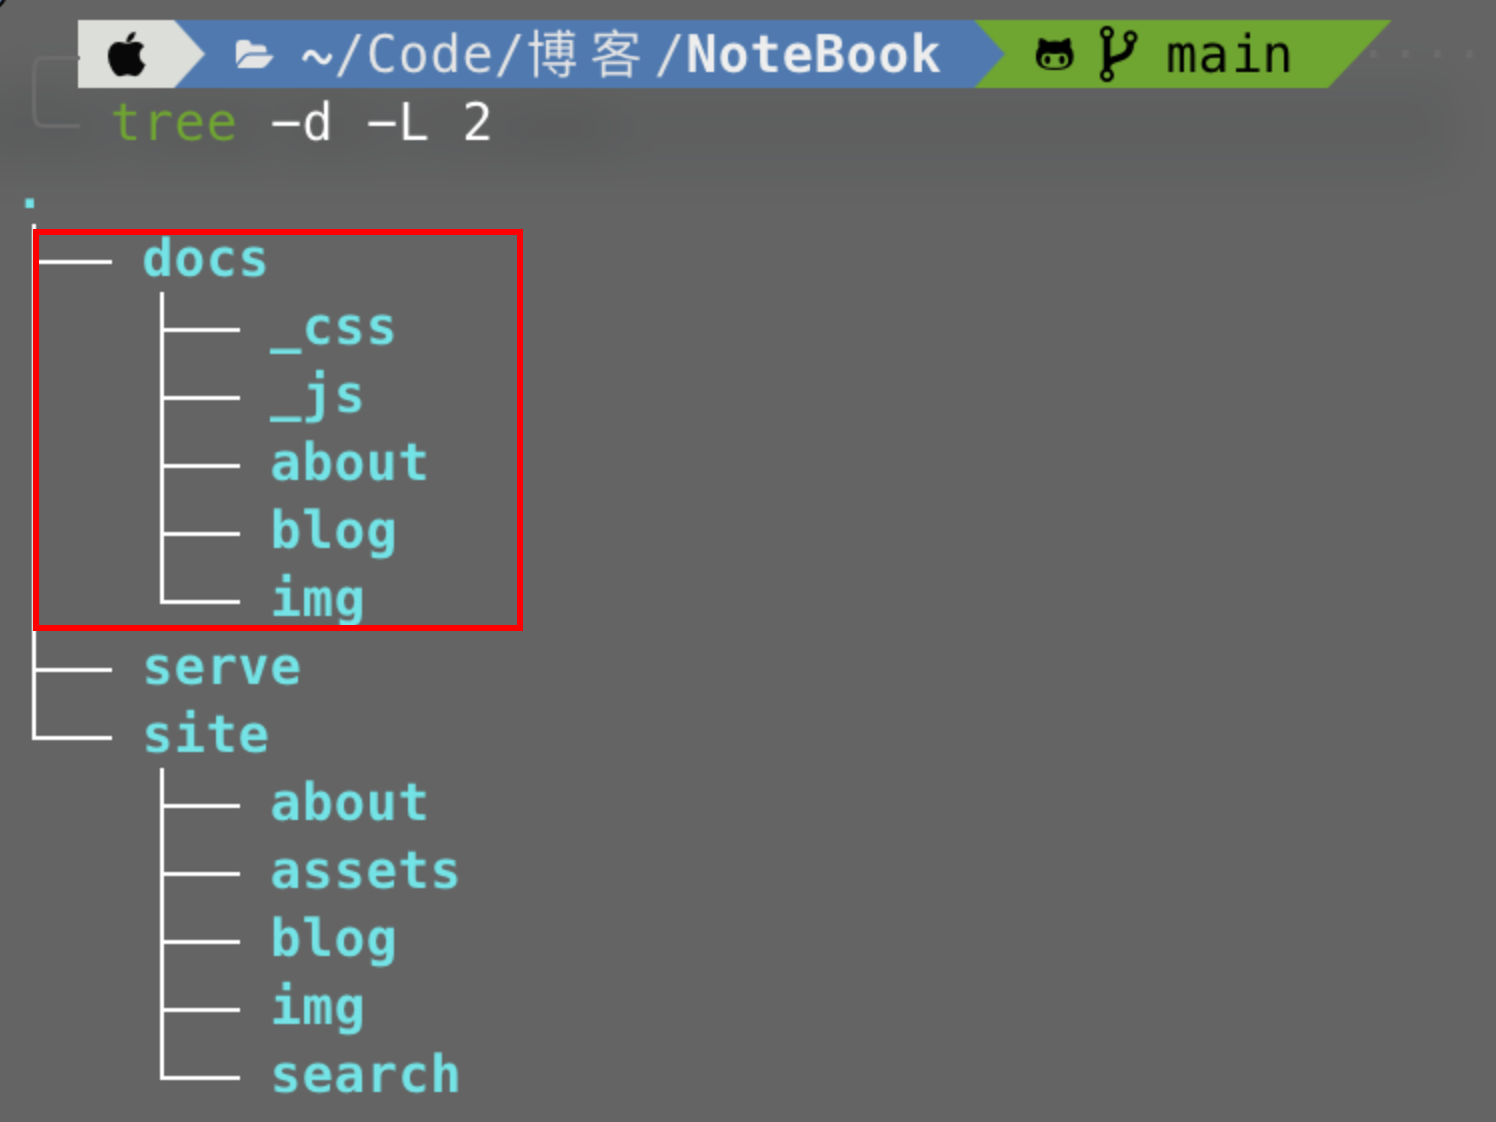 ~/Code/博客/NoteBook main
tree -d -L 2
.
├── docs
│   ├── _css
│   ├── _js
│   ├── about
│   ├── blog
│   └── img
├── serve
└── site
    ├── about
    ├── assets
    ├── blog
    ├── img
    └── search